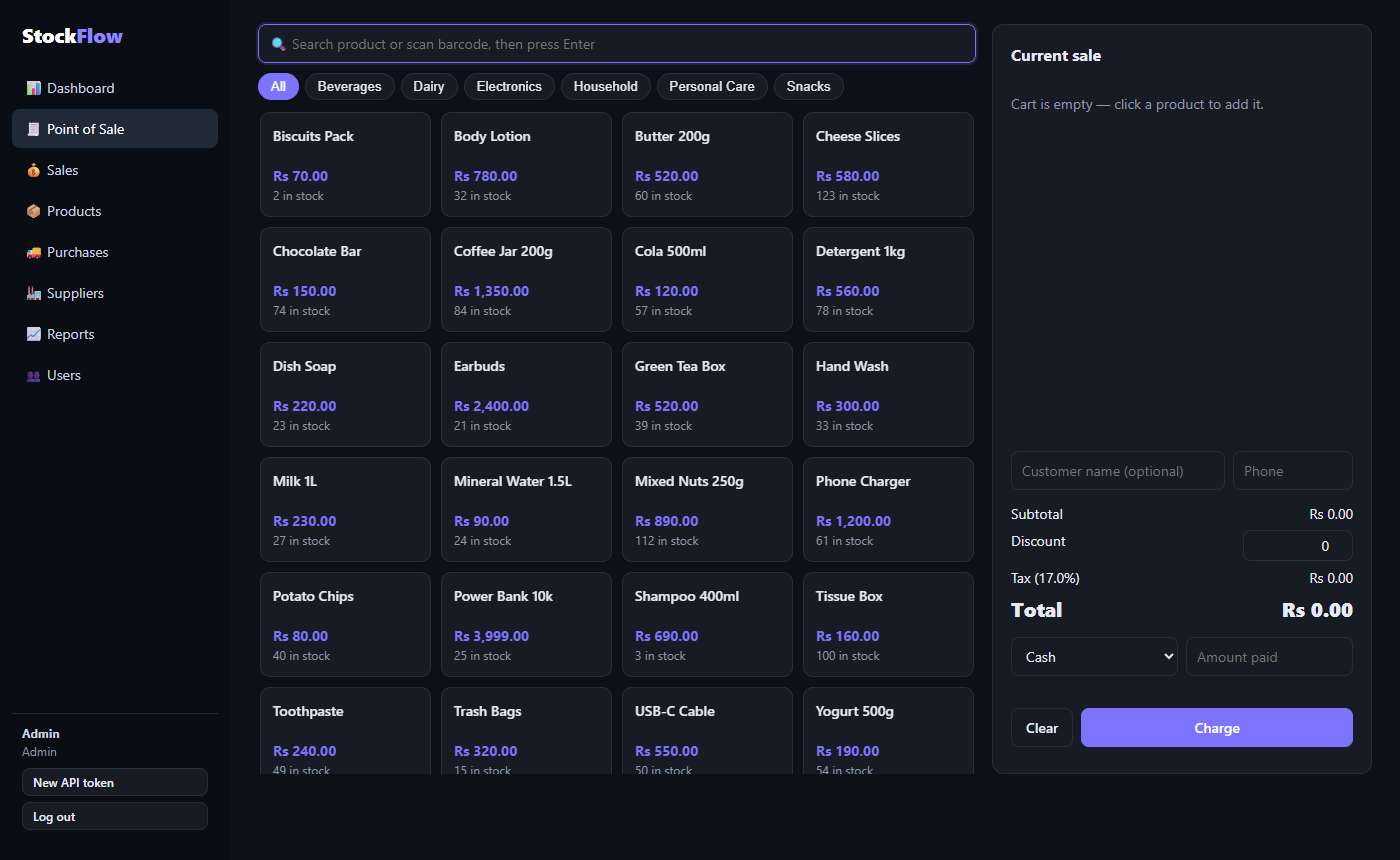 StockFlow
Dashboard
Point of Sale
Sales
Products
Purchases
Suppliers
Reports
Users
Admin
Admin
New API token
Log out
Search product or scan barcode, then press Enter
All Beverages Dairy Electronics Household Personal Care Snacks
Biscuits Pack
Rs 70.00
2 in stock
Body Lotion
Rs 780.00
32 in stock
Butter 200g
Rs 520.00
60 in stock
Cheese Slices
Rs 580.00
123 in stock
Chocolate Bar
Rs 150.00
74 in stock
Coffee Jar 200g
Rs 1,350.00
84 in stock
Cola 500ml
Rs 120.00
57 in stock
Detergent 1kg
Rs 560.00
78 in stock
Dish Soap
Rs 220.00
23 in stock
Earbuds
Rs 2,400.00
21 in stock
Green Tea Box
Rs 520.00
39 in stock
Hand Wash
Rs 300.00
33 in stock
Milk 1L
Rs 230.00
27 in stock
Mineral Water 1.5L
Rs 90.00
24 in stock
Mixed Nuts 250g
Rs 890.00
112 in stock
Phone Charger
Rs 1,200.00
61 in stock
Potato Chips
Rs 80.00
40 in stock
Power Bank 10k
Rs 3,999.00
25 in stock
Shampoo 400ml
Rs 690.00
3 in stock
Tissue Box
Rs 160.00
100 in stock
Toothpaste
Rs 240.00
49 in stock
Trash Bags
Rs 320.00
15 in stock
USB-C Cable
Rs 550.00
50 in stock
Yogurt 500g
Rs 190.00
54 in stock
Current sale
Cart is empty — click a product to add it.
Customer name (optional) Phone
Subtotal Rs 0.00
Discount 0
Tax (17.0%) Rs 0.00
Total Rs 0.00
Cash Amount paid
Clear Charge